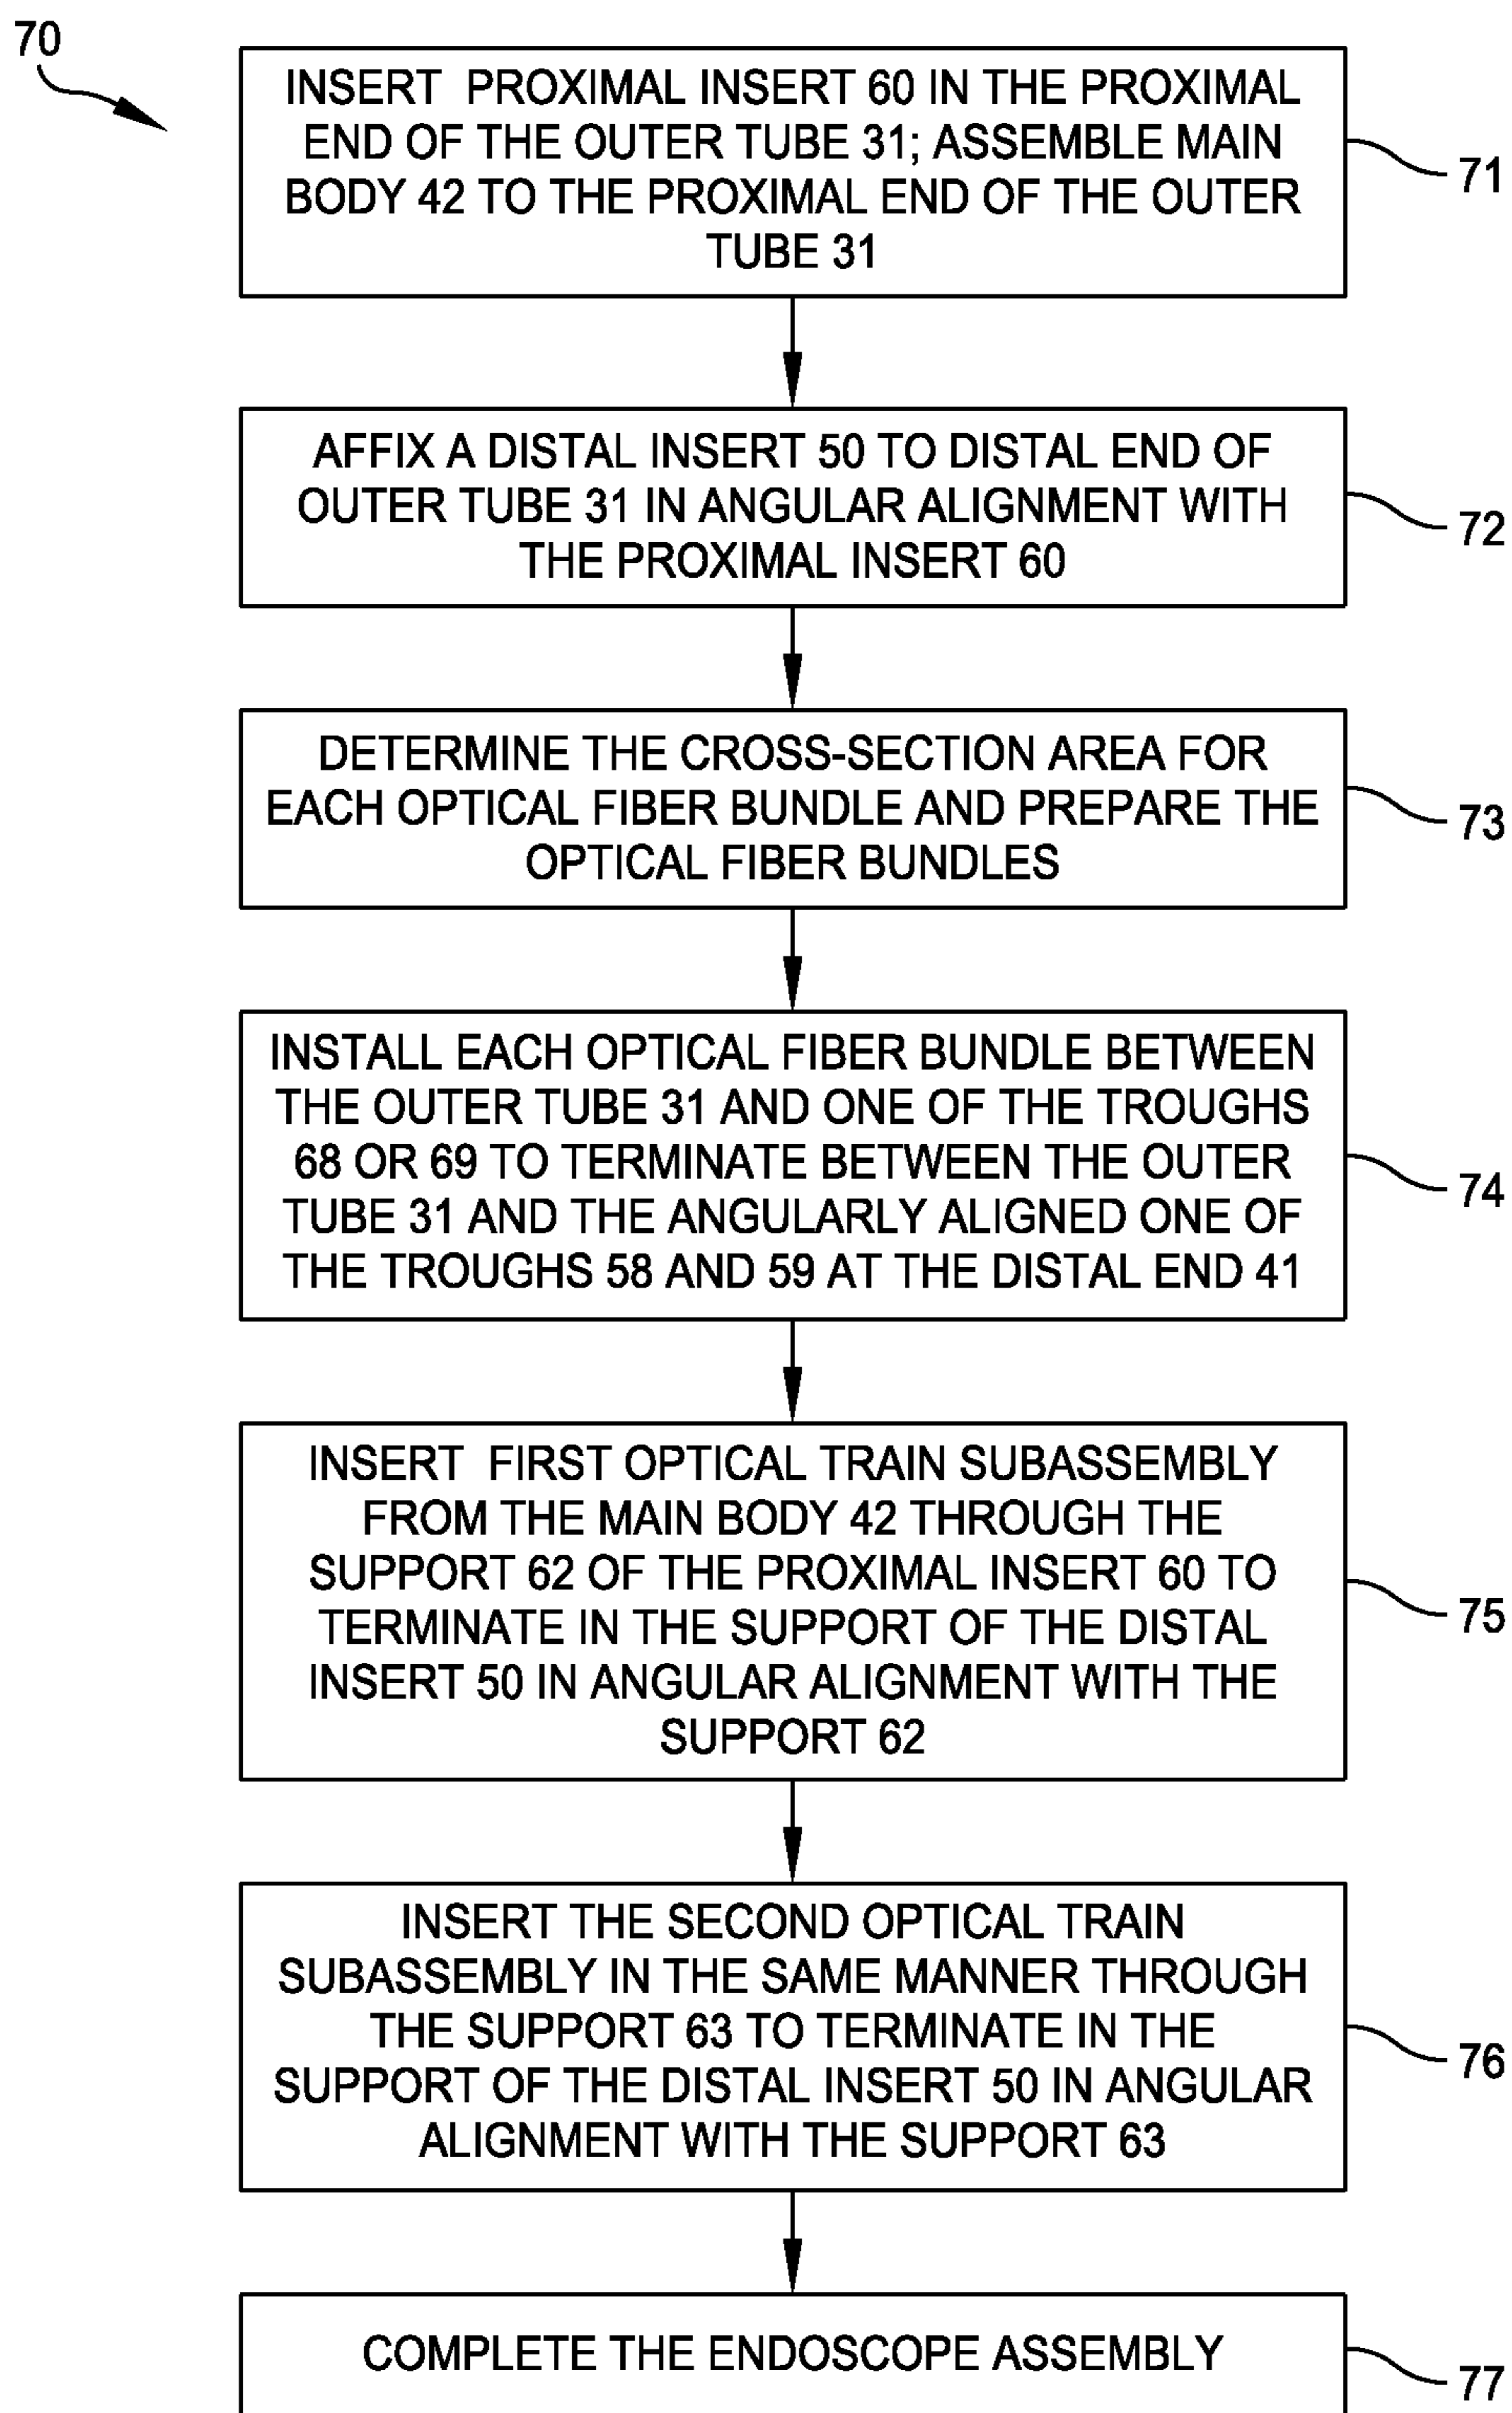 70
INSERT PROXIMAL INSERT 60 IN THE PROXIMAL
END OF THE OUTER TUBE 31; ASSEMBLE MAIN
BODY 42 TO THE PROXIMAL END OF THE OUTER
TUBE 31
71
AFFIX A DISTAL INSERT 50 TO DISTAL END OF
OUTER TUBE 31 IN ANGULAR ALIGNMENT WITH
THE PROXIMAL INSERT 60
72
DETERMINE THE CROSS-SECTION AREA FOR
EACH OPTICAL FIBER BUNDLE AND PREPARE THE
OPTICAL FIBER BUNDLES
73
INSTALL EACH OPTICAL FIBER BUNDLE BETWEEN
THE OUTER TUBE 31 AND ONE OF THE TROUGHS
68 OR 69 TO TERMINATE BETWEEN THE OUTER
TUBE 31 AND THE ANGULARLY ALIGNED ONE OF
THE TROUGHS 58 AND 59 AT THE DISTAL END 41
74
INSERT FIRST OPTICAL TRAIN SUBASSEMBLY
FROM THE MAIN BODY 42 THROUGH THE
SUPPORT 62 OF THE PROXIMAL INSERT 60 TO
TERMINATE IN THE SUPPORT OF THE DISTAL
INSERT 50 IN ANGULAR ALIGNMENT WITH THE
SUPPORT 62
75
INSERT THE SECOND OPTICAL TRAIN
SUBASSEMBLY IN THE SAME MANNER THROUGH
THE SUPPORT 63 TO TERMINATE IN THE
SUPPORT OF THE DISTAL INSERT 50 IN ANGULAR
ALIGNMENT WITH THE SUPPORT 63
76
COMPLETE THE ENDOSCOPE ASSEMBLY
77